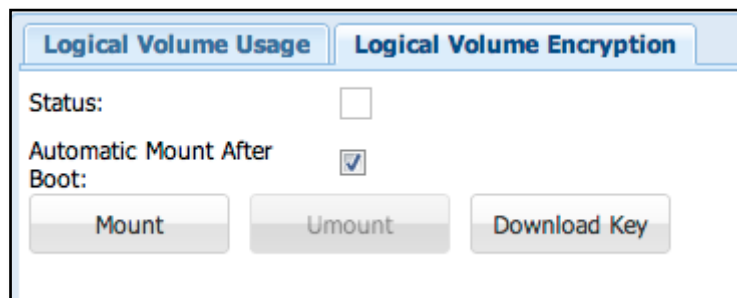 Logical Volume Usage Logical Volume Encryption
Status:
Automatic Mount After
Boot:
Mount Umount Download Key